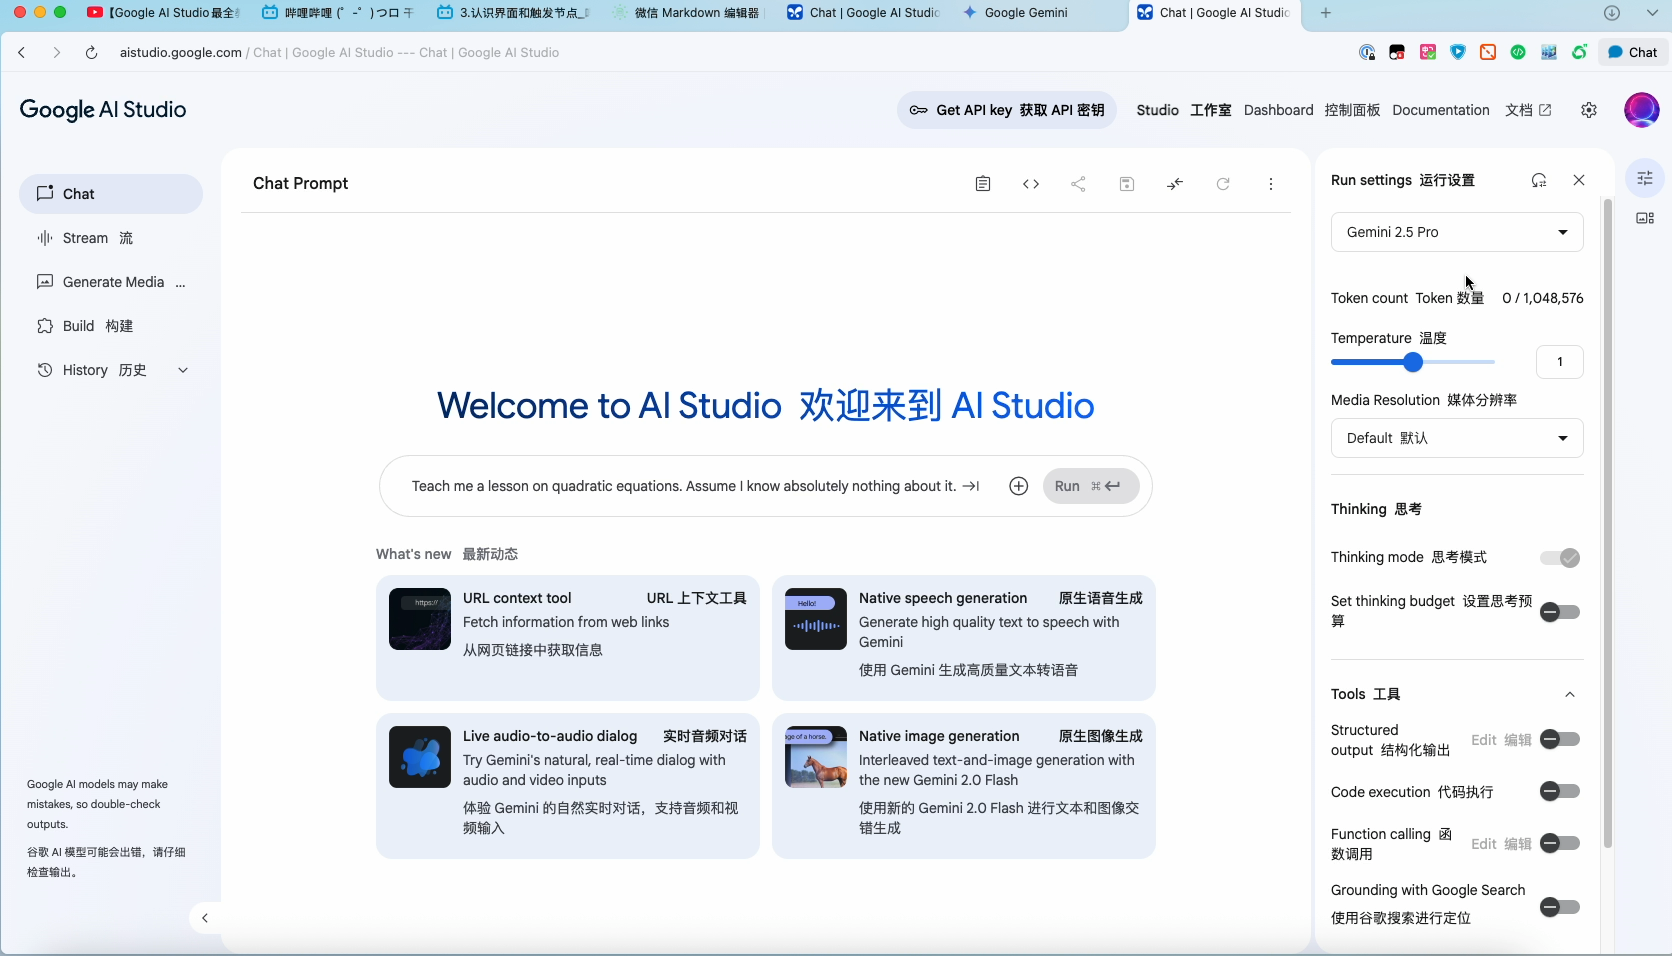 【Google AI Studio 最全
哔哩哔哩 (゜-゜)つロ 干
3.认识界面和触发节点_
微信 Markdown 编辑器
Chat | Google AI Studio
Google Gemini
Chat | Google AI Studio
aistudio.google.com / Chat | Google AI Studio --- Chat | Google AI Studio
Chat
Google AI Studio
Get API key 获取 API 密钥
Studio 工作室
Dashboard 控制面板
Documentation 文档
Chat
Stream 流
Generate Media ...
Build 构建
History 历史
Google AI models may make
mistakes, so double-check
outputs.
谷歌 AI 模型可能会出错，请仔细
检查输出。
Chat Prompt
Welcome to AI Studio 欢迎来到 AI Studio
Teach me a lesson on quadratic equations. Assume I know absolutely nothing about it.
Run ⌘
What's new 最新动态
https://
URL context tool URL 上下文工具
Fetch information from web links
从网页链接中获取信息
Hello!
Native speech generation 原生语音生成
Generate high quality text to speech with
Gemini
使用 Gemini 生成高质量文本转语音
Live audio-to-audio dialog 实时音频对话
Try Gemini's natural, real-time dialog with
audio and video inputs
体验 Gemini 的自然实时对话，支持音频和视
频输入
age of a horse.
Native image generation 原生图像生成
Interleaved text-and-image generation with
the new Gemini 2.0 Flash
使用新的 Gemini 2.0 Flash 进行文本和图像交
错生成
Run settings 运行设置
Gemini 2.5 Pro
Token count Token 数量 0 / 1,048,576
Temperature 温度
1
Media Resolution 媒体分辨率
Default 默认
Thinking 思考
Thinking mode 思考模式
Set thinking budget 设置思考预
算
Tools 工具
Structured
output 结构化输出
Edit 编辑
Code execution 代码执行
Function calling 函
数调用
Edit 编辑
Grounding with Google Search
使用谷歌搜索进行定位